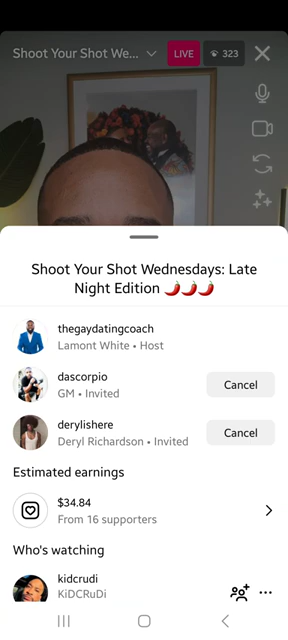 Shoot Your Shot We...
LIVE
323
Shoot Your Shot Wednesdays: Late
Night Edition 🌶️🌶️🌶️
thegaydatingcoach
Lamont White • Host
dascorpio
GM • Invited
Cancel
derylishere
Deryl Richardson • Invited
Cancel
Estimated earnings
$34.84
From 16 supporters
Who's watching
kidcrudi
KiDCRuDi